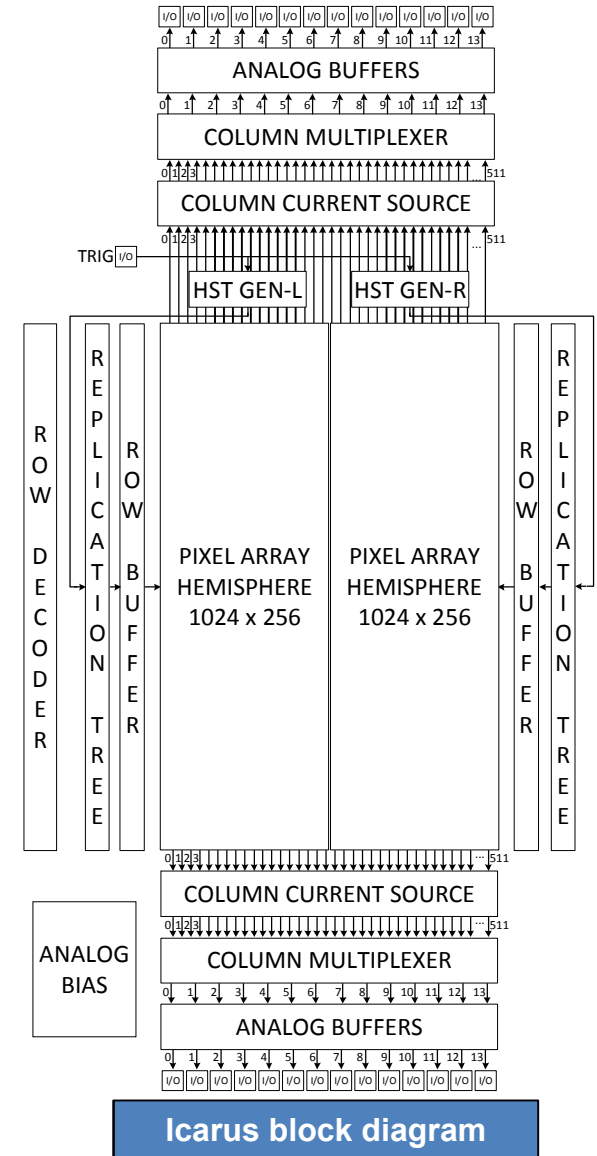 I/O I/O I/O I/O I/O I/O I/O I/O I/O I/O I/O I/O I/O I/O
0 1 2 3 4 5 6 7 8 9 10 11 12 13
ANALOG BUFFERS
0 1 2 3 4 5 6 7 8 9 10 11 12 13
COLUMN MULTIPLEXER
0 1 2 3 ... 511
COLUMN CURRENT SOURCE
0 1 2 3 ... 511
TRIG I/O
HST GEN-L
HST GEN-R
ROW DECODER
REPLICATION TREE
ROW BUFFER
PIXEL ARRAY
HEMISPHERE
1024 x 256
PIXEL ARRAY
HEMISPHERE
1024 x 256
ROW BUFFER
REPLICATION TREE
0 1 2 3 ... 511
COLUMN CURRENT SOURCE
0 1 2 3 ... 511
ANALOG
BIAS
COLUMN MULTIPLEXER
0 1 2 3 4 5 6 7 8 9 10 11 12 13
ANALOG BUFFERS
0 1 2 3 4 5 6 7 8 9 10 11 12 13
I/O I/O I/O I/O I/O I/O I/O I/O I/O I/O I/O I/O I/O I/O
Icarus block diagram